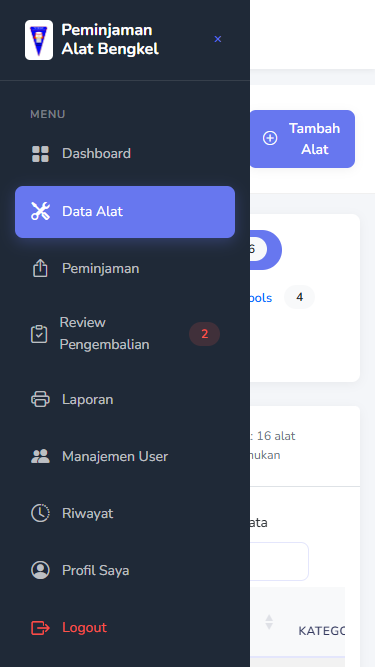 Peminjaman
Alat Bengkel
×
MENU
Dashboard
Data Alat
Peminjaman
Review
Pengembalian
2
Laporan
Manajemen User
Riwayat
Profil Saya
Logout
Tambah
Alat
6
ools
4
: 16 alat
nukan
ata
KATEGO